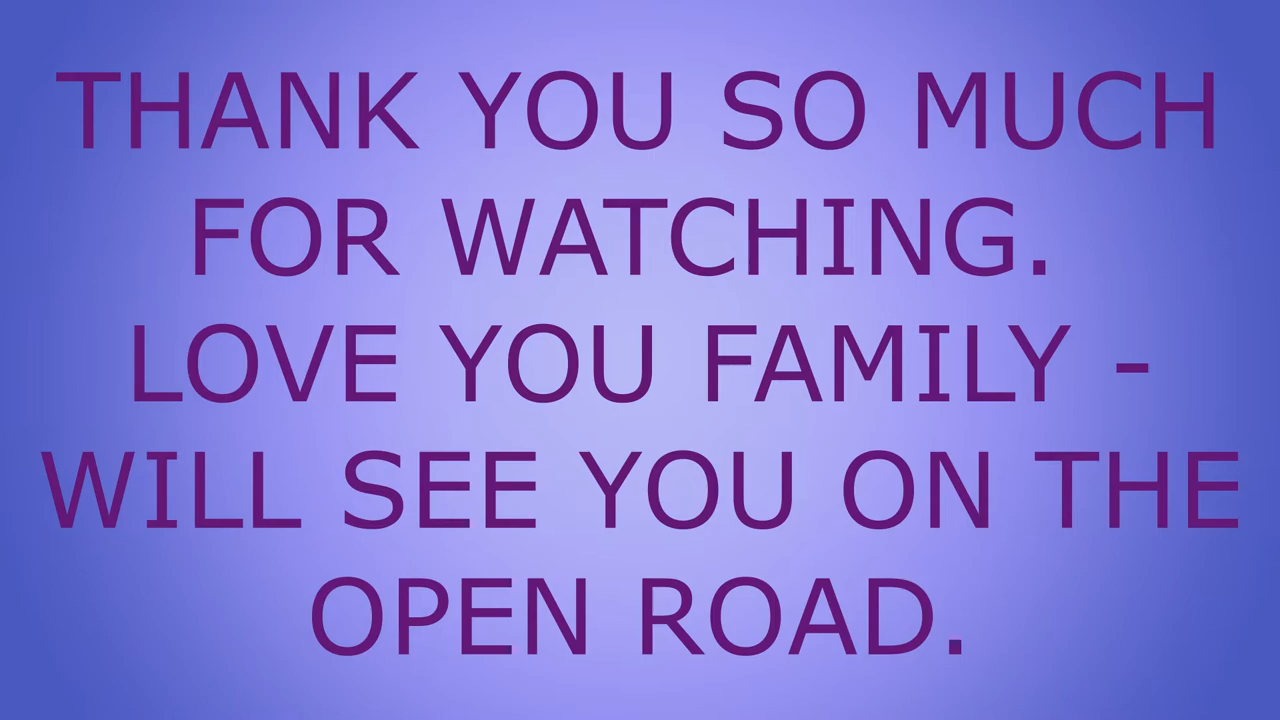 THANK YOU SO MUCH
FOR WATCHING.
LOVE YOU FAMILY -
WILL SEE YOU ON THE
OPEN ROAD.